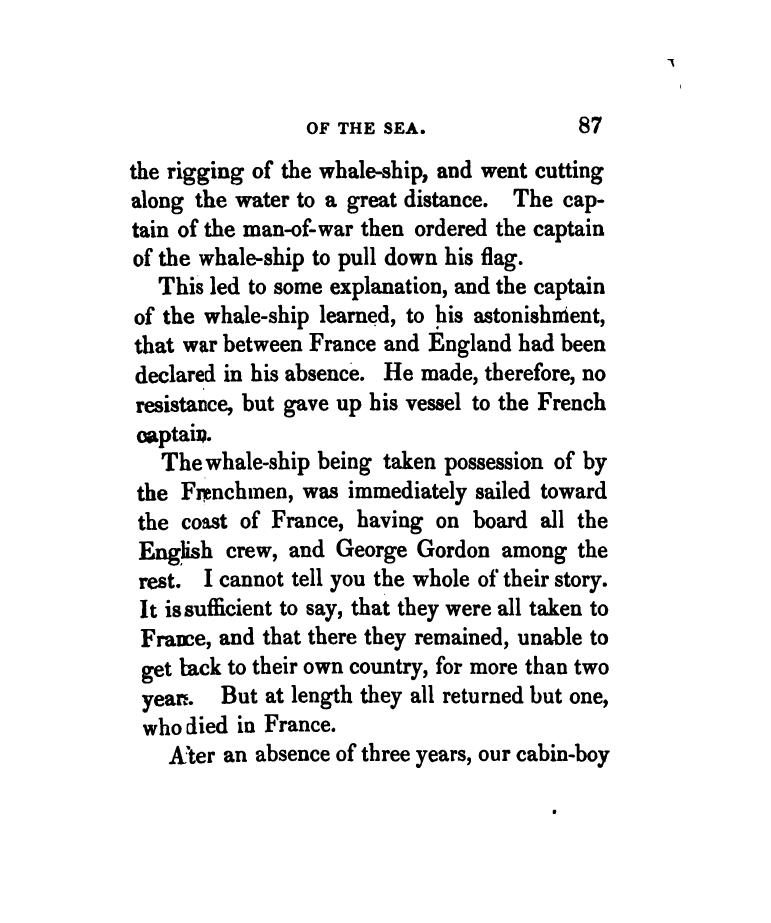 OF THE SEA. 87
the rigging of the whale-ship, and went cutting
along the water to a great distance. The cap-
tain of the man-of-war then ordered the captain
of the whale-ship to pull down his flag.
This led to some explanation, and the captain
of the whale-ship learned, to his astonishment,
that war between France and England had been
declared in his absence. He made, therefore, no
resistance, but gave up his vessel to the French
captain.
The whale-ship being taken possession of by
the Frenchmen, was immediately sailed toward
the coast of France, having on board all the
English crew, and George Gordon among the
rest. I cannot tell you the whole of their story.
It is sufficient to say, that they were all taken to
France, and that there they remained, unable to
get back to their own country, for more than two
years. But at length they all returned but one,
who died in France.
After an absence of three years, our cabin-boy